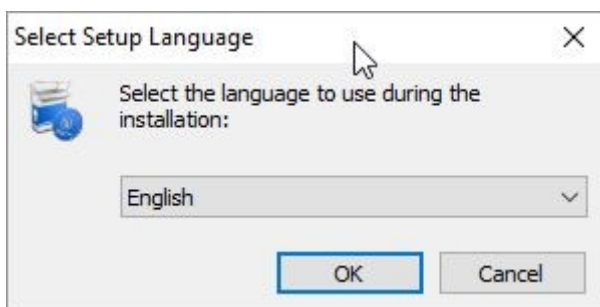 Select Setup Language
Select the language to use during the
installation:
English
OK
Cancel